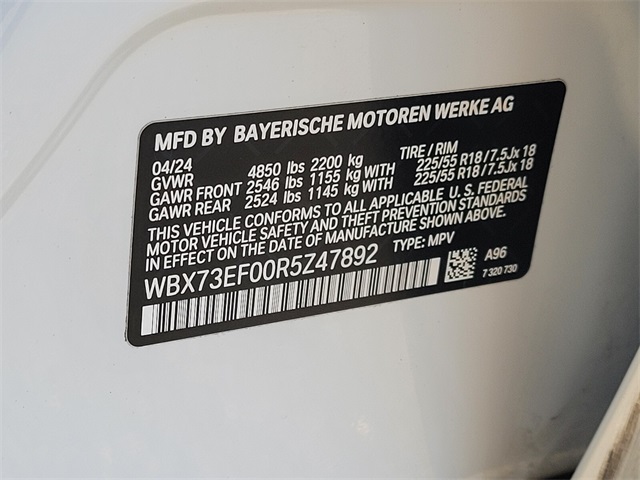 MFD BY BAYERISCHE MOTOREN WERKE AG
04/24 TIRE / RIM
GVWR 4850 lbs 2200 kg
GAWR FRONT 2546 lbs 1155 kg WITH 225/55 R18 / 7.5Jx 18
GAWR REAR 2524 lbs 1145 kg WITH 225/55 R18 / 7.5Jx 18
THIS VEHICLE CONFORMS TO ALL APPLICABLE U. S. FEDERAL
MOTOR VEHICLE SAFETY, AND THEFT PREVENTION STANDARDS
IN EFFECT ON THE DATE OF MANUFACTURE SHOWN ABOVE.
WBX73EF00R5Z47892 TYPE: MPV
A96
7 320 730